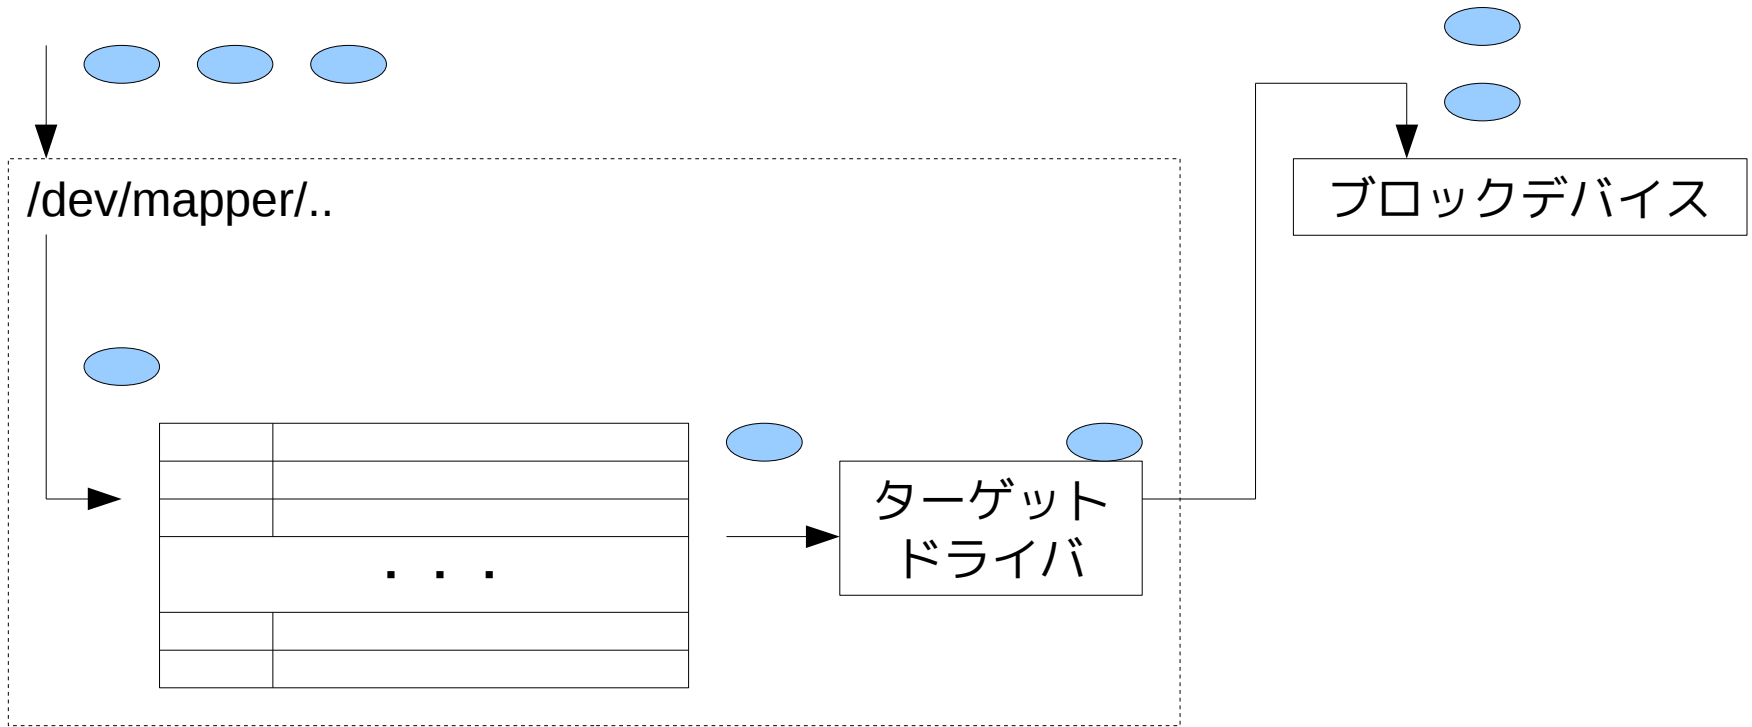 /dev/mapper/..
ブロックデバイス
ターゲット
ドライバ
・・・